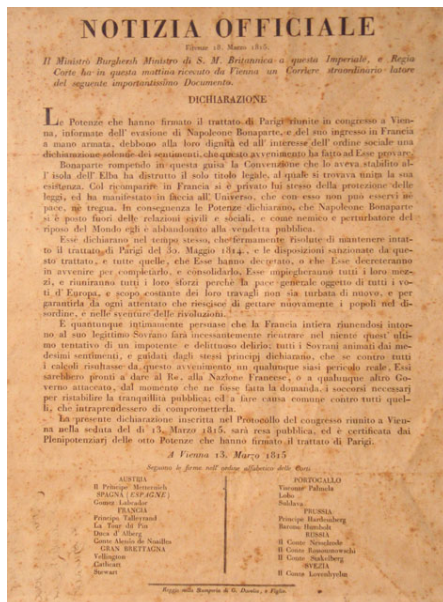 NOTIZIA OFFICIALE
Firenze 18. Marzo 1815.
Il Ministro Burghersh Ministro di S. M. Britannica a questa Imperiale, e Regia
Corte ha in questa mattina ricevuto da Vienna un Corriere straordinario latore
del seguente importantissimo Documento.
DICHIARAZIONE
Le Potenze che hanno firmato il trattato di Parigi riunite in congresso a Vien-
na, informate dell' evasione di Napoleone Bonaparte, e del suo ingresso in Francia
a mano armata, debbono alla loro dignità ed all' interesse dell' ordine sociale una
dichiarazione solenne dei sentimenti, che questo avvenimento ha fatto ad Esse provare.
Bonaparte rompendo in questa guisa la Convenzione che lo aveva stabilito al-
l' isola dell' Elba ha distrutto il solo titolo legale, al quale si trovava unita la sua
esistenza. Col ricomparire in Francia si è privato lui stesso della protezione delle
leggi, ed ha manifestato in faccia all' Universo, che con esso non può esservi nè
pace, nè tregua. In conseguenza le Potenze dichiarano, che Napoleone Bonaparte
si è posto fuori delle relazioni civili e sociali, e come nemico e perturbatore del
riposo del Mondo egli è abbandonato alla vendetta pubblica.
Esse dichiarano nel tempo stesso, che fermamente risolute di mantenere intat-
to il trattato di Parigi del 30. Maggio 1814., e le disposizioni sanzionate da que-
sto trattato, e tutte quelle, che Esse hanno decretato, o che Esse decreteranno
in avvenire per completarlo, e consolidarlo, Esse impiegheranno tutti i loro mez-
zi, e riuniranno tutti i loro sforzi perchè la pace generale oggetto di tutti i vo-
ti d' Europa, e scopo costante dei loro travagli non sia turbata di nuovo, e per
garantirla da ogni attentato che riescisse di gettare nuovamente i popoli nel di-
sordine, e nelle sventure delle rivoluzioni.
E quantunque intimamente persuase che la Francia intiera riunendosi intor-
no al suo legittimo Sovrano farà incessantemente rientrare nel niente quest' ulti-
mo tentativo di un impotente e delittuoso delirio; tutti i Sovrani animati dai me-
desimi sentimenti, e guidati dagli stessi principj dichiarano, che se contro tutti
i calcoli risultasse da questo avvenimento un qualunque siasi pericolo reale, Essi
sarebbero pronti a dare al Re, alla Nazione Francese, o a qualunque altro Go-
verno attaccato, dal momento che ne fosse fatta la domanda, i soccorsi necessarj
per ristabilire la tranquillità pubblica; ed a fare causa comune contro tutti quel-
li, che intraprendessero di comprometterla.
La presente dichiarazione inscritta nel Protocollo del congresso riunito a Vien-
na nella seduta del dì 13. Marzo 1815. sarà resa pubblica, ed è certificata dai
Plenipotenziarj delle otto Potenze che hanno firmato il trattato di Parigi.
A Vienna 13. Marzo 1815
Seguono le firme nell' ordine alfabetico delle Corti
AUSTRIA
Il Principe Metternich
SPAGNA (ESPAGNE)
Gomez Labrador
FRANCIA
Principe Tallerand
La Tour du Pin
Duca d' Alberg
Conte Alessio de Noailles
GRAN BRETTAGNA
Vellington
Cathcart
Stewart
PORTOGALLO
Visconte Palmela
Lobo
Saldava
PRUSSIA
Principe Hardemberg
Barone Humbolt
RUSSIA
Il Conte Nesselrode
Il Conte Rasoumouschi
Il Conte Stakelberg
SVEZIA
Il Conte Lowenhyelm
Reggio nella Stamperia di G. Davolio, e Figlio.